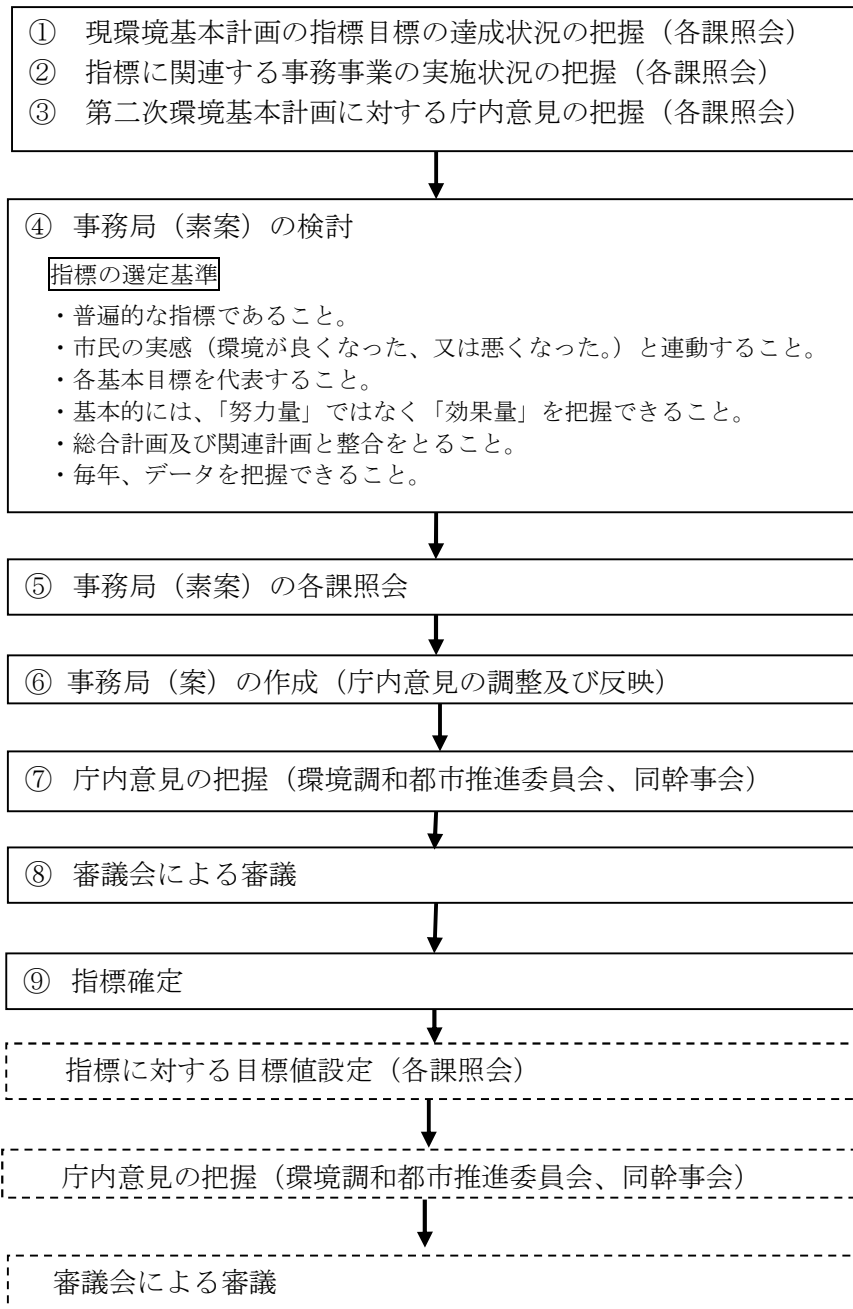 ① 現環境基本計画の指標目標の達成状況の把握（各課照会）
② 指標に関連する事務事業の実施状況の把握（各課照会）
③ 第二次環境基本計画に対する庁内意見の把握（各課照会）
④ 事務局（素案）の検討
指標の選定基準
・普遍的な指標であること。
・市民の実感（環境が良くなった、又は悪くなった。）と連動すること。
・各基本目標を代表すること。
・基本的には、「努力量」ではなく「効果量」を把握できること。
・総合計画及び関連計画と整合をとること。
・毎年、データを把握できること。
⑤ 事務局（素案）の各課照会
⑥ 事務局（案）の作成（庁内意見の調整及び反映）
⑦ 庁内意見の把握（環境調和都市推進委員会、同幹事会）
⑧ 審議会による審議
⑨ 指標確定
指標に対する目標値設定（各課照会）
庁内意見の把握（環境調和都市推進委員会、同幹事会）
審議会による審議